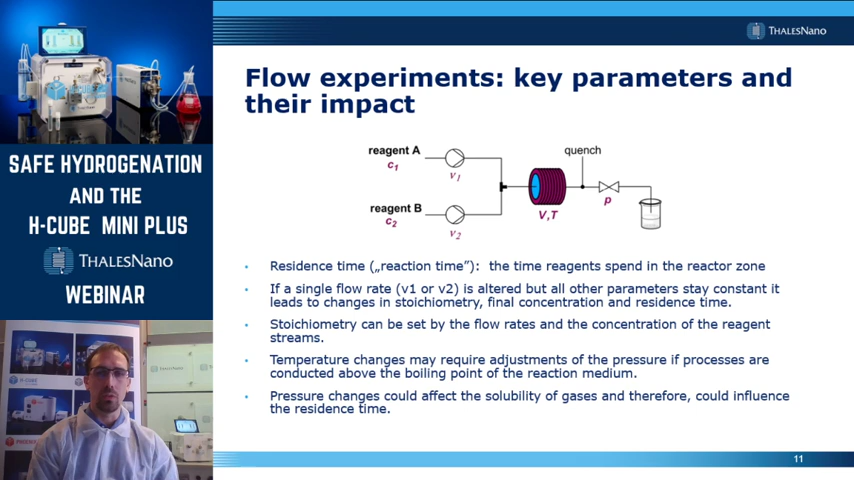 THALESNANO
Flow experiments: key parameters and
their impact
SAFE HYDROGENATION
AND THE
H-CUBE MINI PLUS
THALESNANO
WEBINAR
reagent A
c1
v1
reagent B
c2
v2
V,T
quench
p
• Residence time („reaction time”): the time reagents spend in the reactor zone
• If a single flow rate (v1 or v2) is altered but all other parameters stay constant it
leads to changes in stoichiometry, final concentration and residence time.
• Stoichiometry can be set by the flow rates and the concentration of the reagent
streams.
• Temperature changes may require adjustments of the pressure if processes are
conducted above the boiling point of the reaction medium.
• Pressure changes could affect the solubility of gases and therefore, could influence
the residence time.
11